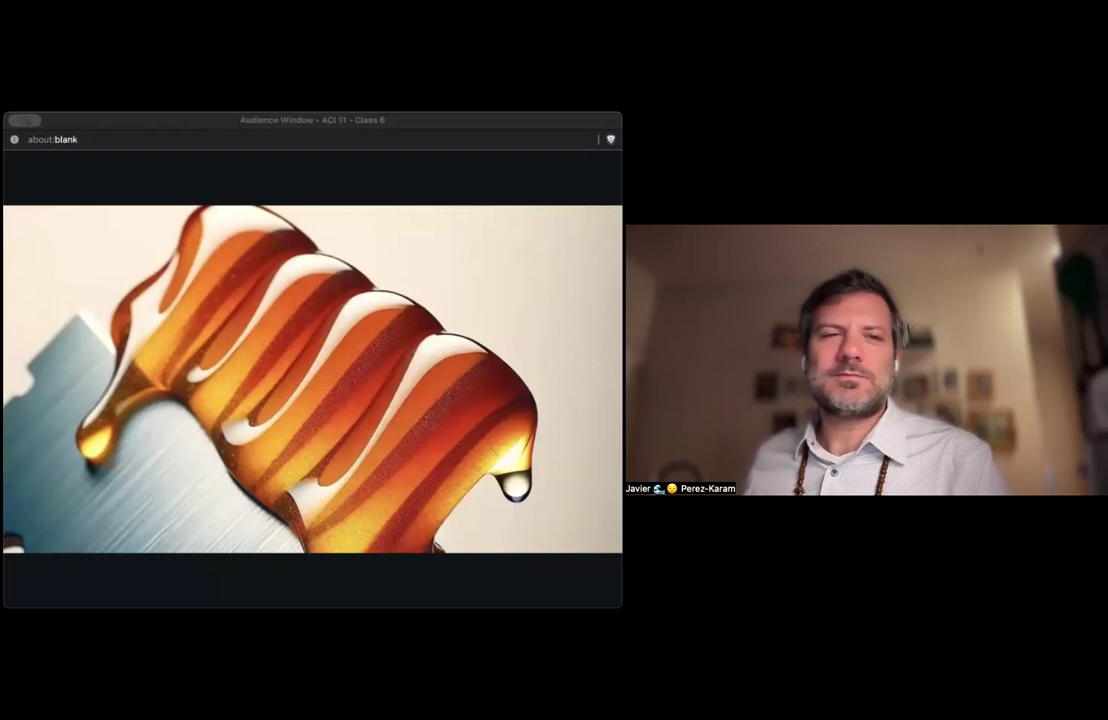 Audience Window - ACI 11 - Class 6
about:blank
Javier 🌊 😏 Perez-Karam